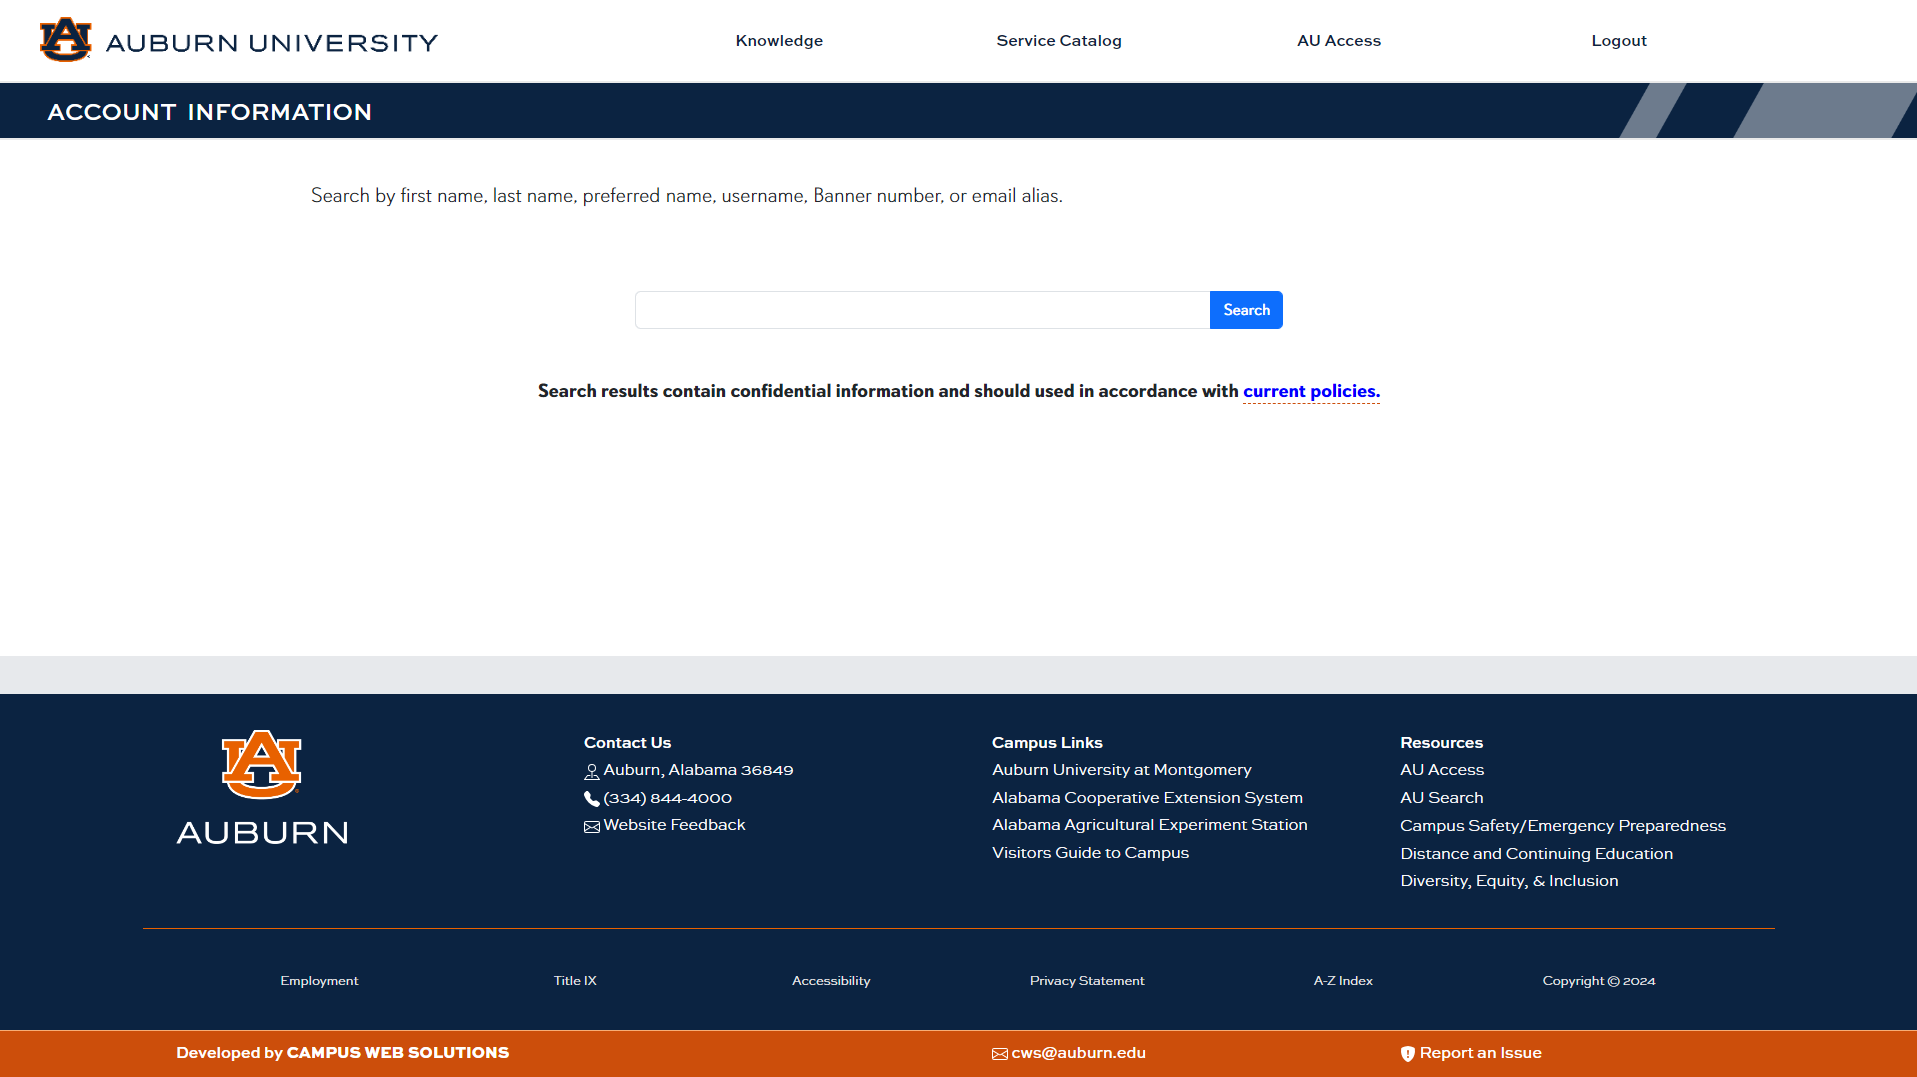 AUBURN UNIVERSITY
Knowledge
Service Catalog
AU Access
Logout
ACCOUNT INFORMATION
Search by first name, last name, preferred name, username, Banner number, or email alias.
Search
Search results contain confidential information and should used in accordance with current policies.
AUBURN
Contact Us
Auburn, Alabama 36849
(334) 844-4000
Website Feedback
Campus Links
Auburn University at Montgomery
Alabama Cooperative Extension System
Alabama Agricultural Experiment Station
Visitors Guide to Campus
Resources
AU Access
AU Search
Campus Safety/Emergency Preparedness
Distance and Continuing Education
Diversity, Equity, & Inclusion
Employment
Title IX
Accessibility
Privacy Statement
A-Z Index
Copyright © 2024
Developed by CAMPUS WEB SOLUTIONS
cws@auburn.edu
Report an Issue